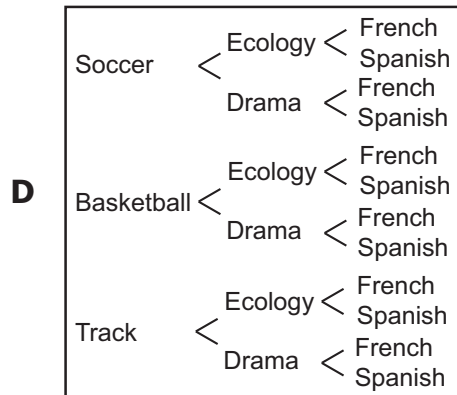 D
Soccer
Ecology
French
Spanish
Drama
French
Spanish
Basketball
Ecology
French
Spanish
Drama
French
Spanish
Track
Ecology
French
Spanish
Drama
French
Spanish